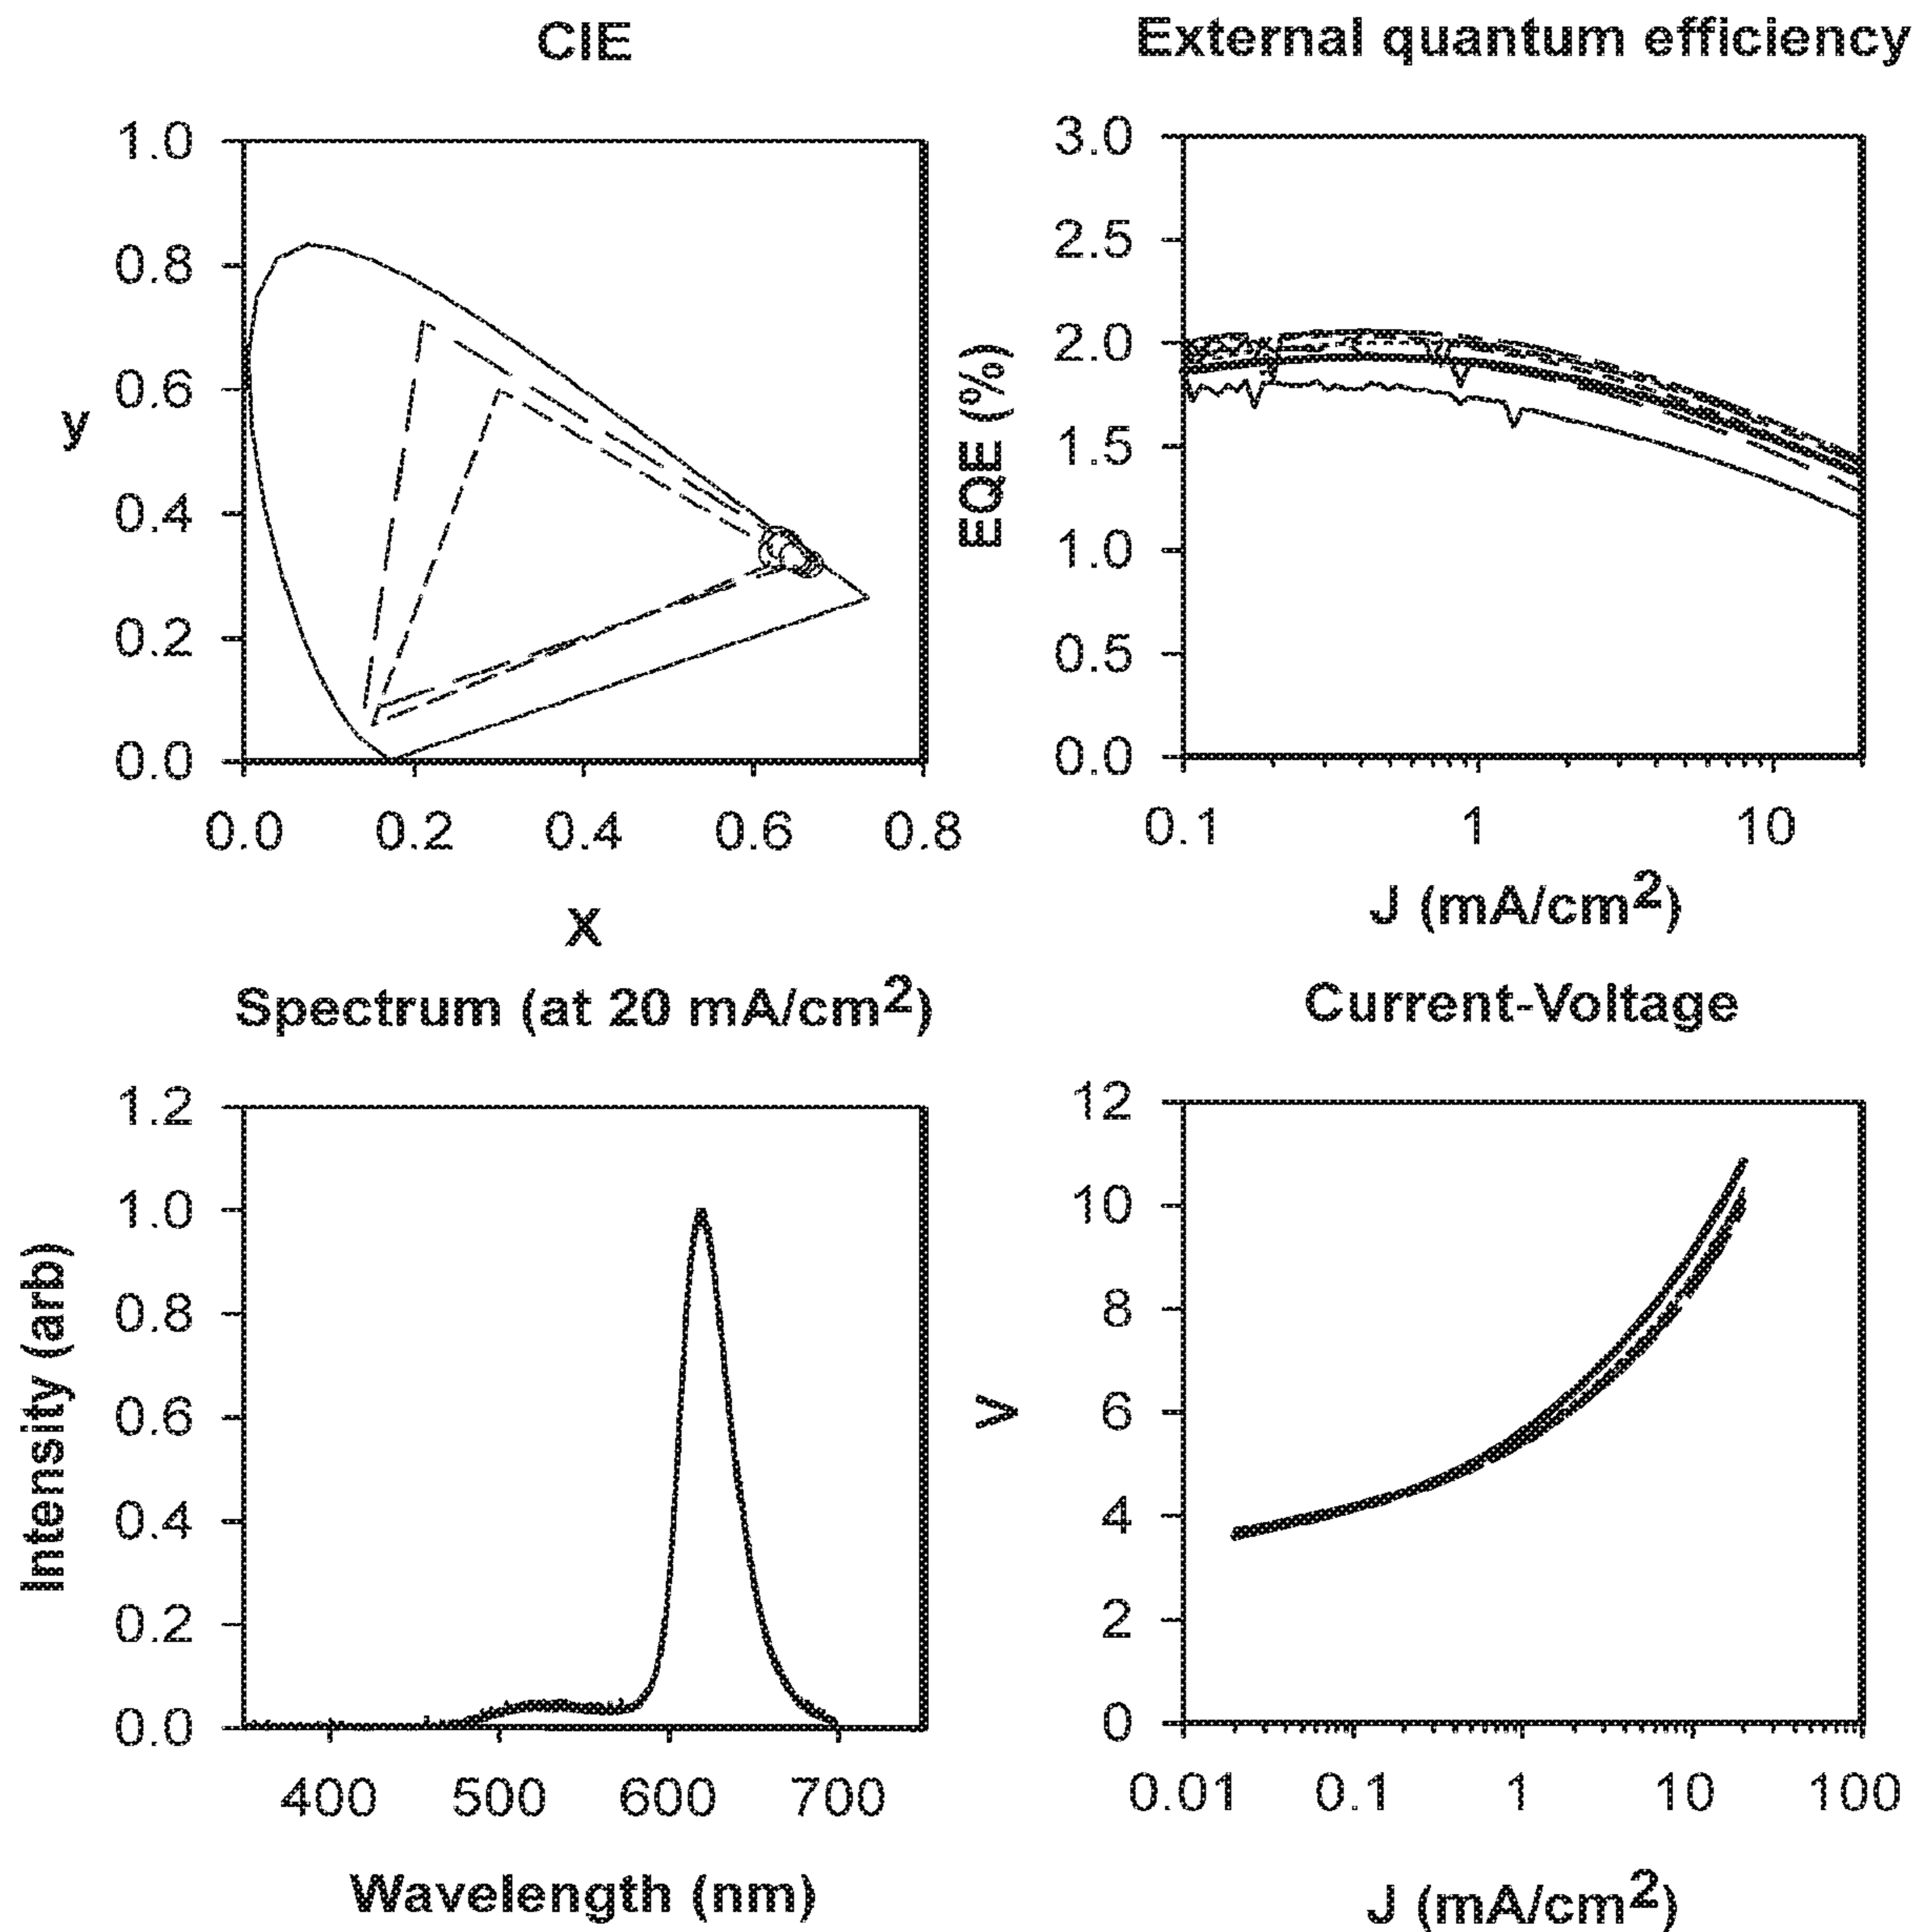 CIE
1.0
0.8
0.6
0.4
0.2
0.0
y
0.0 0.2 0.4 0.6 0.8
X
External quantum efficiency
3.0
2.5
2.0
1.5
1.0
0.5
0.0
EQE (%)
0.1 1 10
J (mA/cm²)
Spectrum (at 20 mA/cm²)
1.2
1.0
0.8
0.6
0.4
0.2
0.0
Intensity (arb)
400 500 600 700
Wavelength (nm)
Current-Voltage
12
10
8
6
4
2
0
V
0.01 0.1 1 10 100
J (mA/cm²)